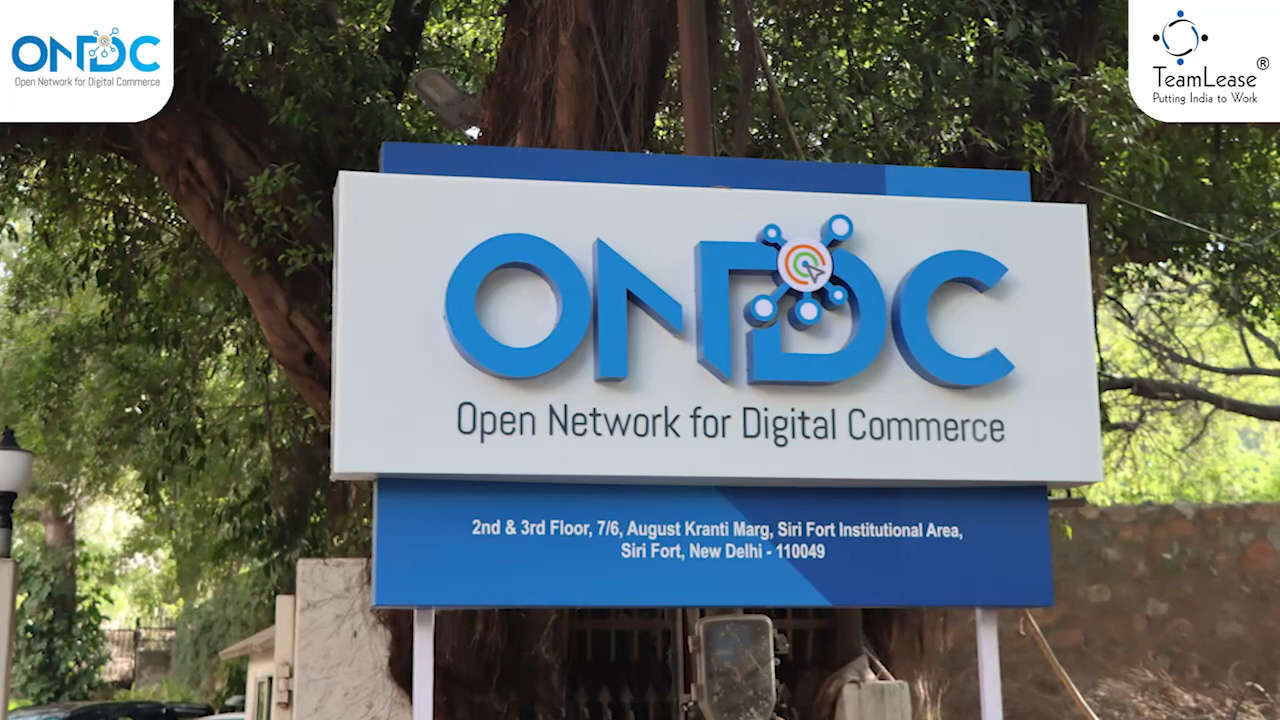 ONDC
Open Network for Digital Commerce
TeamLease®
Putting India to Work
ONDC
Open Network for Digital Commerce
2nd & 3rd Floor, 7/6, August Kranti Marg, Siri Fort Institutional Area,
Siri Fort, New Delhi - 110049